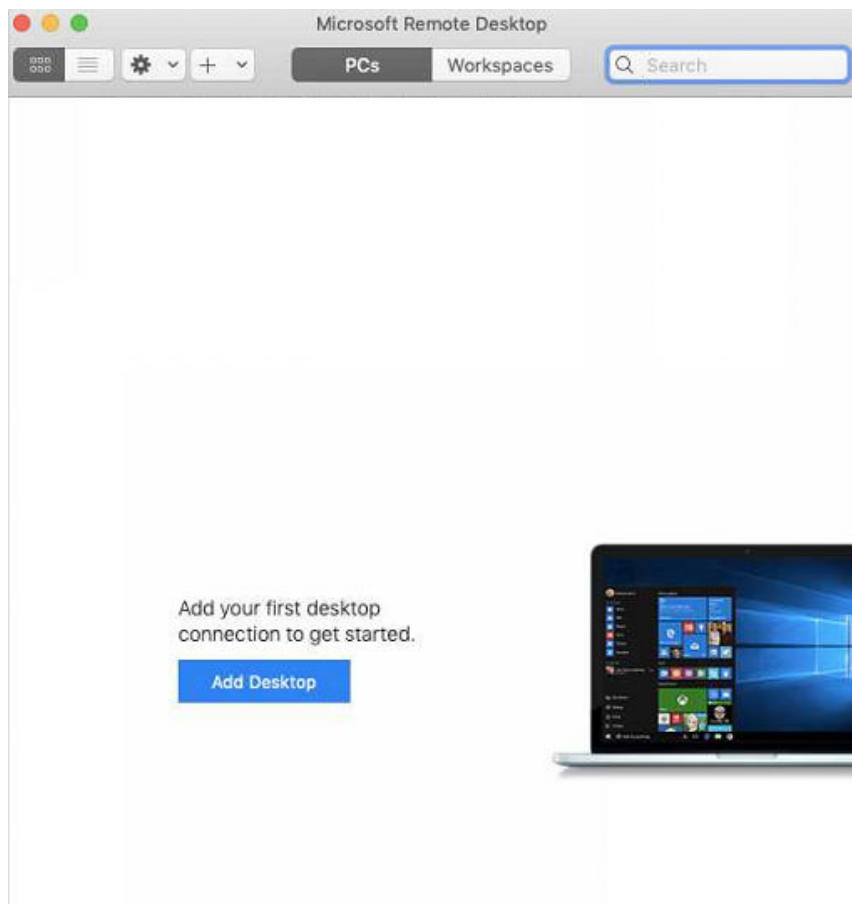 Microsoft Remote Desktop
PCs
Workspaces
Search
Add your first desktop
connection to get started.
Add Desktop